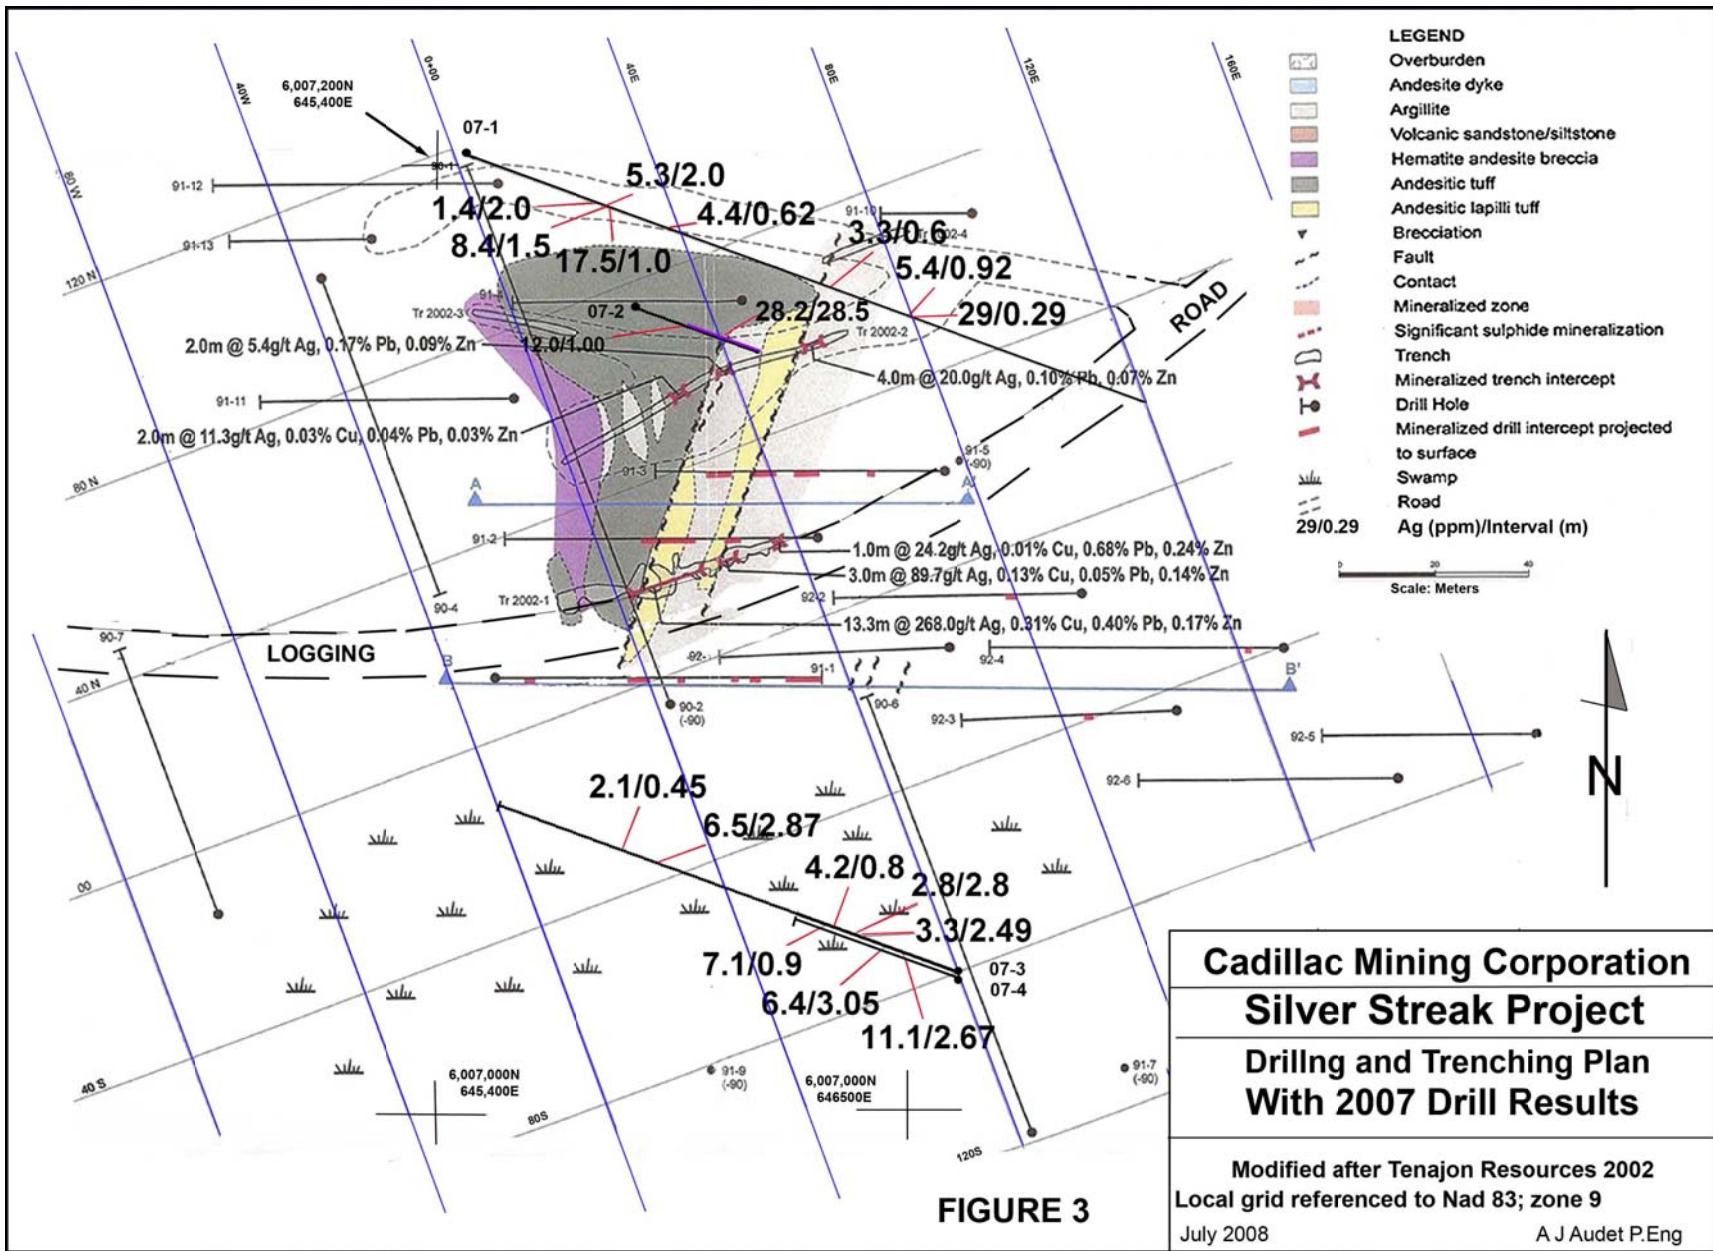 LEGEND
Overburden
Andesite dyke
Argillite
Volcanic sandstone/siltstone
Hematite andesite breccia
Andesitic tuff
Andesitic lapilli tuff
Brecciation
Fault
Contact
Mineralized zone
Significant sulphide mineralization
Trench
Mineralized trench intercept
Drill Hole
Mineralized drill intercept projected
to surface
Swamp
Road
29/0.29 Ag (ppm)/Interval (m)
0 20 40
Scale: Meters
80 W
40W
0+00
40E
80E
120E
160E
6,007,200N
645,400E
07-1
90-1
91-12
91-13
120 N
5.3/2.0
1.4/2.0
4.4/0.62
8.4/1.5
17.5/1.0
91-10
3.3/0.6
Tr 2002-4
5.4/0.92
29/0.29
ROAD
07-2
28.2/28.5
Tr 2002-3
Tr 2002-2
12.0/1.00
2.0m @ 5.4g/t Ag, 0.17% Pb, 0.09% Zn
4.0m @ 20.0g/t Ag, 0.10% Pb, 0.07% Zn
91-11
2.0m @ 11.3g/t Ag, 0.03% Cu, 0.04% Pb, 0.03% Zn
91-5
(-90)
91-3
80 N
A
A'
91-2
1.0m @ 24.2g/t Ag, 0.01% Cu, 0.68% Pb, 0.24% Zn
3.0m @ 89.7g/t Ag, 0.13% Cu, 0.05% Pb, 0.14% Zn
92-2
Tr 2002-1
90-4
13.3m @ 268.0g/t Ag, 0.31% Cu, 0.40% Pb, 0.17% Zn
90-7
LOGGING
92-
92-4
91-1
B
B'
40 N
90-2
(-90)
90-6
92-3
92-5
92-6
N
2.1/0.45
6.5/2.87
4.2/0.8
2.8/2.8
3.3/2.49
00
7.1/0.9
6.4/3.05
11.1/2.67
07-3
07-4
40 S
6,007,000N
645,400E
91-9
(-90)
6,007,000N
646500E
91-7
(-90)
80S
120S
FIGURE 3
Cadillac Mining Corporation
Silver Streak Project
Drillng and Trenching Plan
With 2007 Drill Results
Modified after Tenajon Resources 2002
Local grid referenced to Nad 83; zone 9
July 2008 A J Audet P.Eng